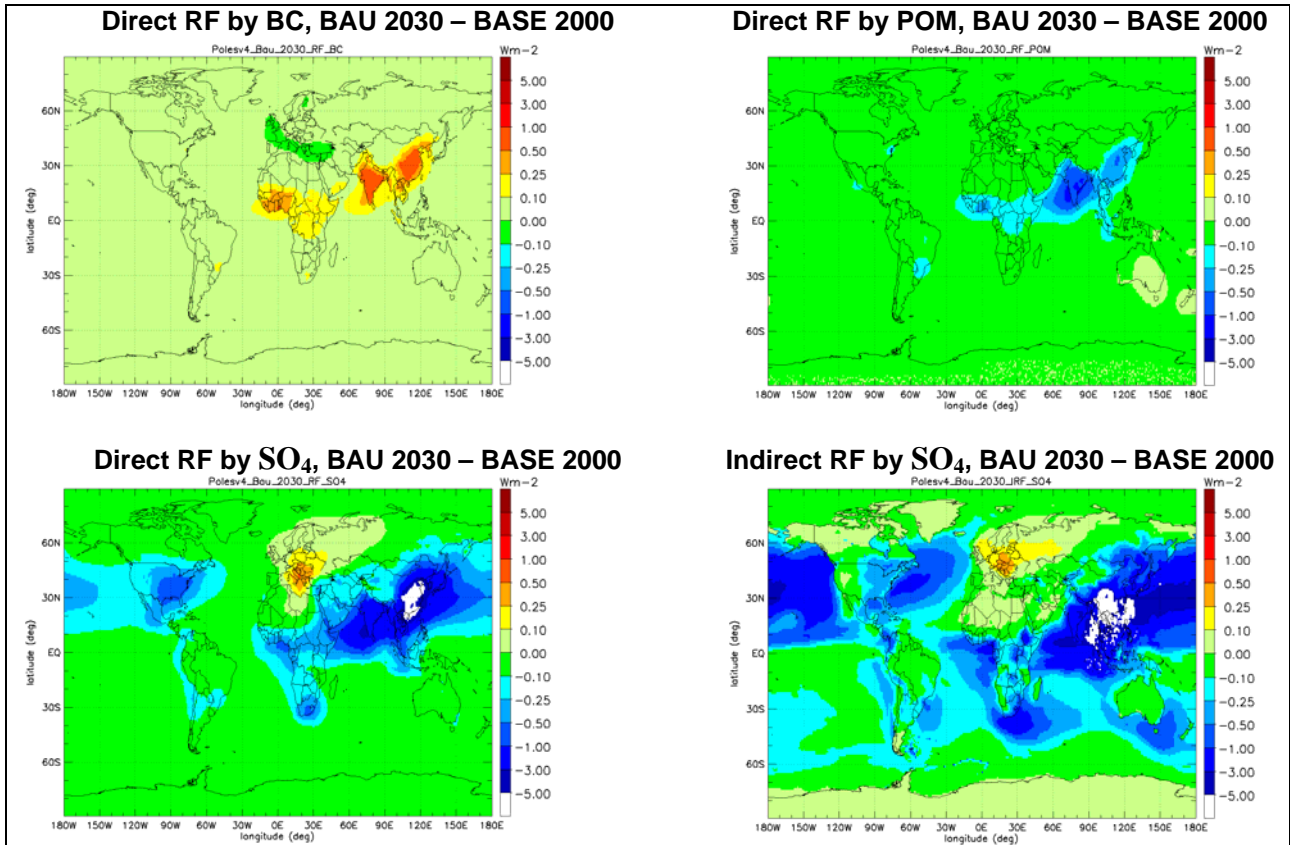 Direct RF by BC, BAU 2030 – BASE 2000
Polesv4_Bau_2030_RF_BC
Wm-2
5.00
3.00
1.00
0.50
0.25
0.10
0.00
-0.10
-0.25
-0.50
-1.00
-3.00
-5.00
60N
30N
EQ
30S
60S
latitude (deg)
180W 150W 120W 90W 60W 30W 0E 30E 60E 90E 120E 150E 180E
longitude (deg)
Direct RF by POM, BAU 2030 – BASE 2000
Polesv4_Bau_2030_RF_POM
Wm-2
5.00
3.00
1.00
0.50
0.25
0.10
0.00
-0.10
-0.25
-0.50
-1.00
-3.00
-5.00
60N
30N
EQ
30S
60S
latitude (deg)
180W 150W 120W 90W 60W 30W 0E 30E 60E 90E 120E 150E 180E
longitude (deg)
Direct RF by SO₄, BAU 2030 – BASE 2000
Polesv4_Bau_2030_RF_SO4
Wm-2
5.00
3.00
1.00
0.50
0.25
0.10
0.00
-0.10
-0.25
-0.50
-1.00
-3.00
-5.00
60N
30N
EQ
30S
60S
latitude (deg)
180W 150W 120W 90W 60W 30W 0E 30E 60E 90E 120E 150E 180E
longitude (deg)
Indirect RF by SO₄, BAU 2030 – BASE 2000
Polesv4_Bau_2030_IRF_SO4
Wm-2
5.00
3.00
1.00
0.50
0.25
0.10
0.00
-0.10
-0.25
-0.50
-1.00
-3.00
-5.00
60N
30N
EQ
30S
60S
latitude (deg)
180W 150W 120W 90W 60W 30W 0E 30E 60E 90E 120E 150E 180E
longitude (deg)